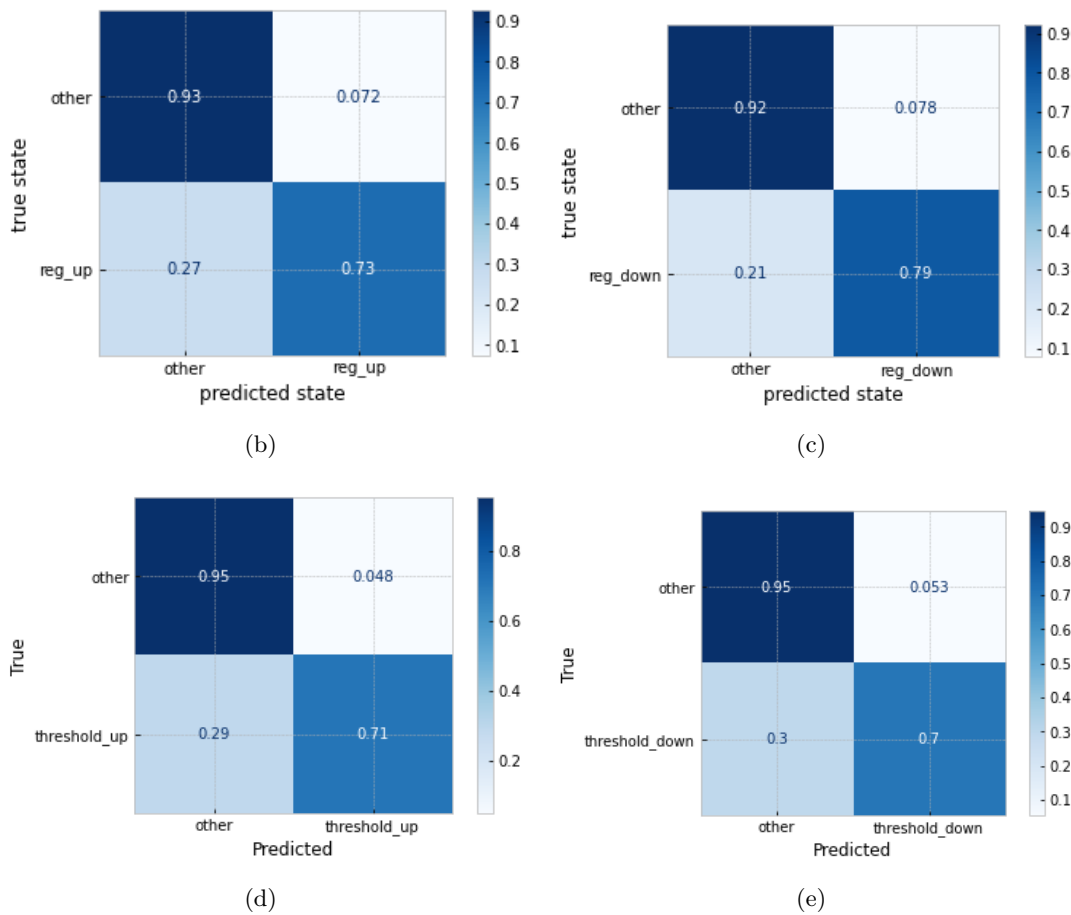 0.9
0.8
0.7
0.6
0.5
0.4
0.3
0.2
0.1
true state
other
0.93
0.072
reg_up
0.27
0.73
other
reg_up
predicted state
(b)
0.9
0.8
0.7
0.6
0.5
0.4
0.3
0.2
0.1
true state
other
0.92
0.078
reg_down
0.21
0.79
other
reg_down
predicted state
(c)
0.8
0.6
0.4
0.2
True
other
0.95
0.048
threshold_up
0.29
0.71
other
threshold_up
Predicted
(d)
0.9
0.8
0.7
0.6
0.5
0.4
0.3
0.2
0.1
True
other
0.95
0.053
threshold_down
0.3
0.7
other
threshold_down
Predicted
(e)